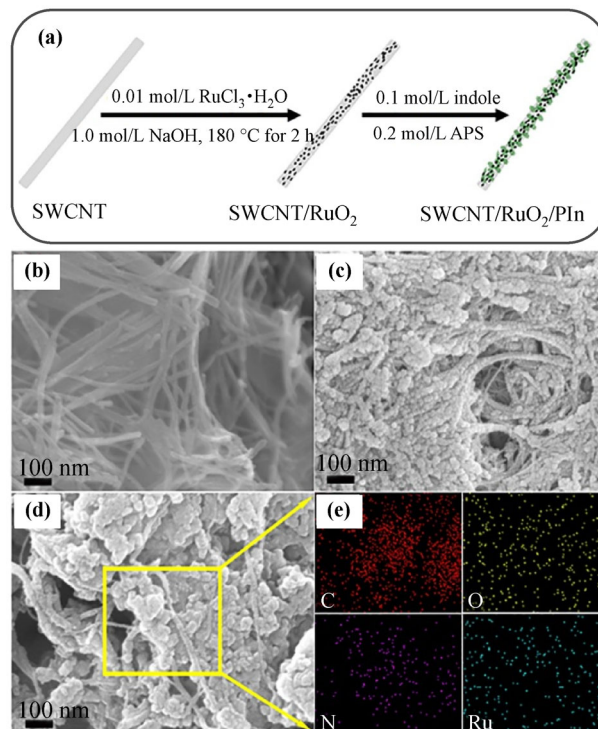 (a)
0.01 mol/L RuCl₃•H₂O
1.0 mol/L NaOH, 180 °C for 2 h
0.1 mol/L indole
0.2 mol/L APS
SWCNT
SWCNT/RuO₂
SWCNT/RuO₂/PIn
(b)
100 nm
(c)
100 nm
(d)
100 nm
(e)
C
O
N
Ru